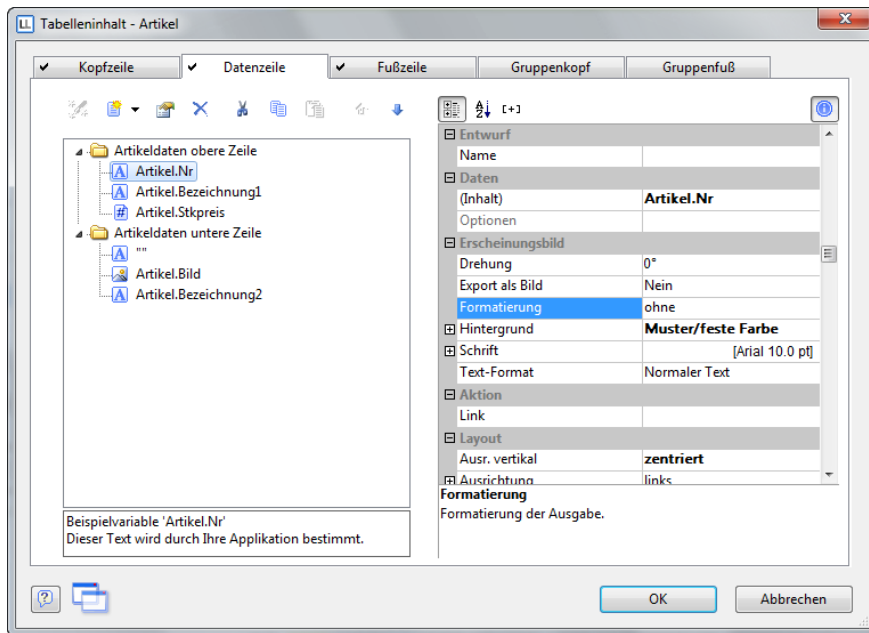 Tabelleninhalt - Artikel
Kopfzeile
Datenzeile
Fußzeile
Gruppenkopf
Gruppenfuß
Artikeldaten obere Zeile
Artikel.Nr
Artikel.Bezeichnung1
Artikel.Stkpreis
Artikeldaten untere Zeile
""
Artikel.Bild
Artikel.Bezeichnung2
Beispielvariable 'Artikel.Nr'
Dieser Text wird durch Ihre Applikation bestimmt.
Entwurf
Name
Daten
(Inhalt) Artikel.Nr
Optionen
Erscheinungsbild
Drehung 0°
Export als Bild Nein
Formatierung ohne
Hintergrund Muster/feste Farbe
Schrift [Arial 10.0 pt]
Text-Format Normaler Text
Aktion
Link
Layout
Ausr. vertikal zentriert
Ausrichtung links
Formatierung
Formatierung der Ausgabe.
OK
Abbrechen